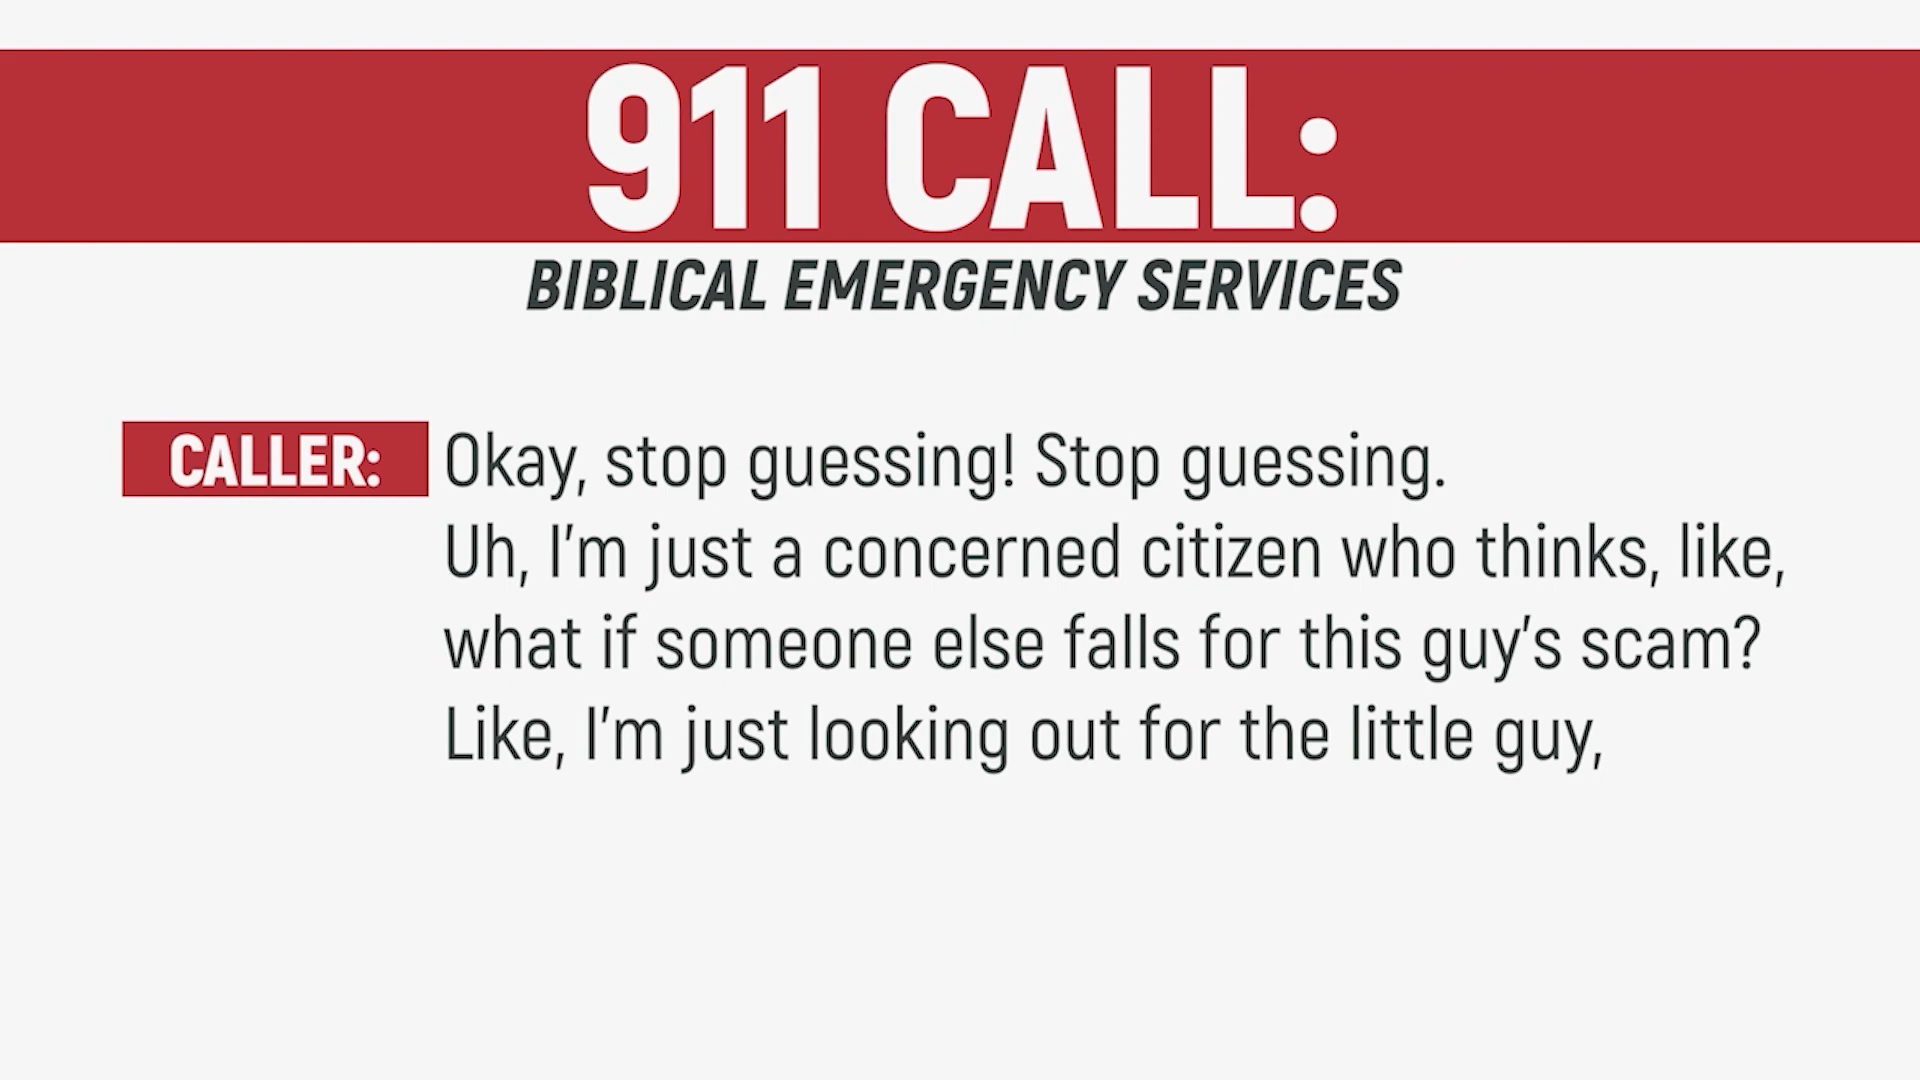 911 CALL:
BIBLICAL EMERGENCY SERVICES
CALLER: Okay, stop guessing! Stop guessing.
Uh, I'm just a concerned citizen who thinks, like,
what if someone else falls for this guy's scam?
Like, I'm just looking out for the little guy,